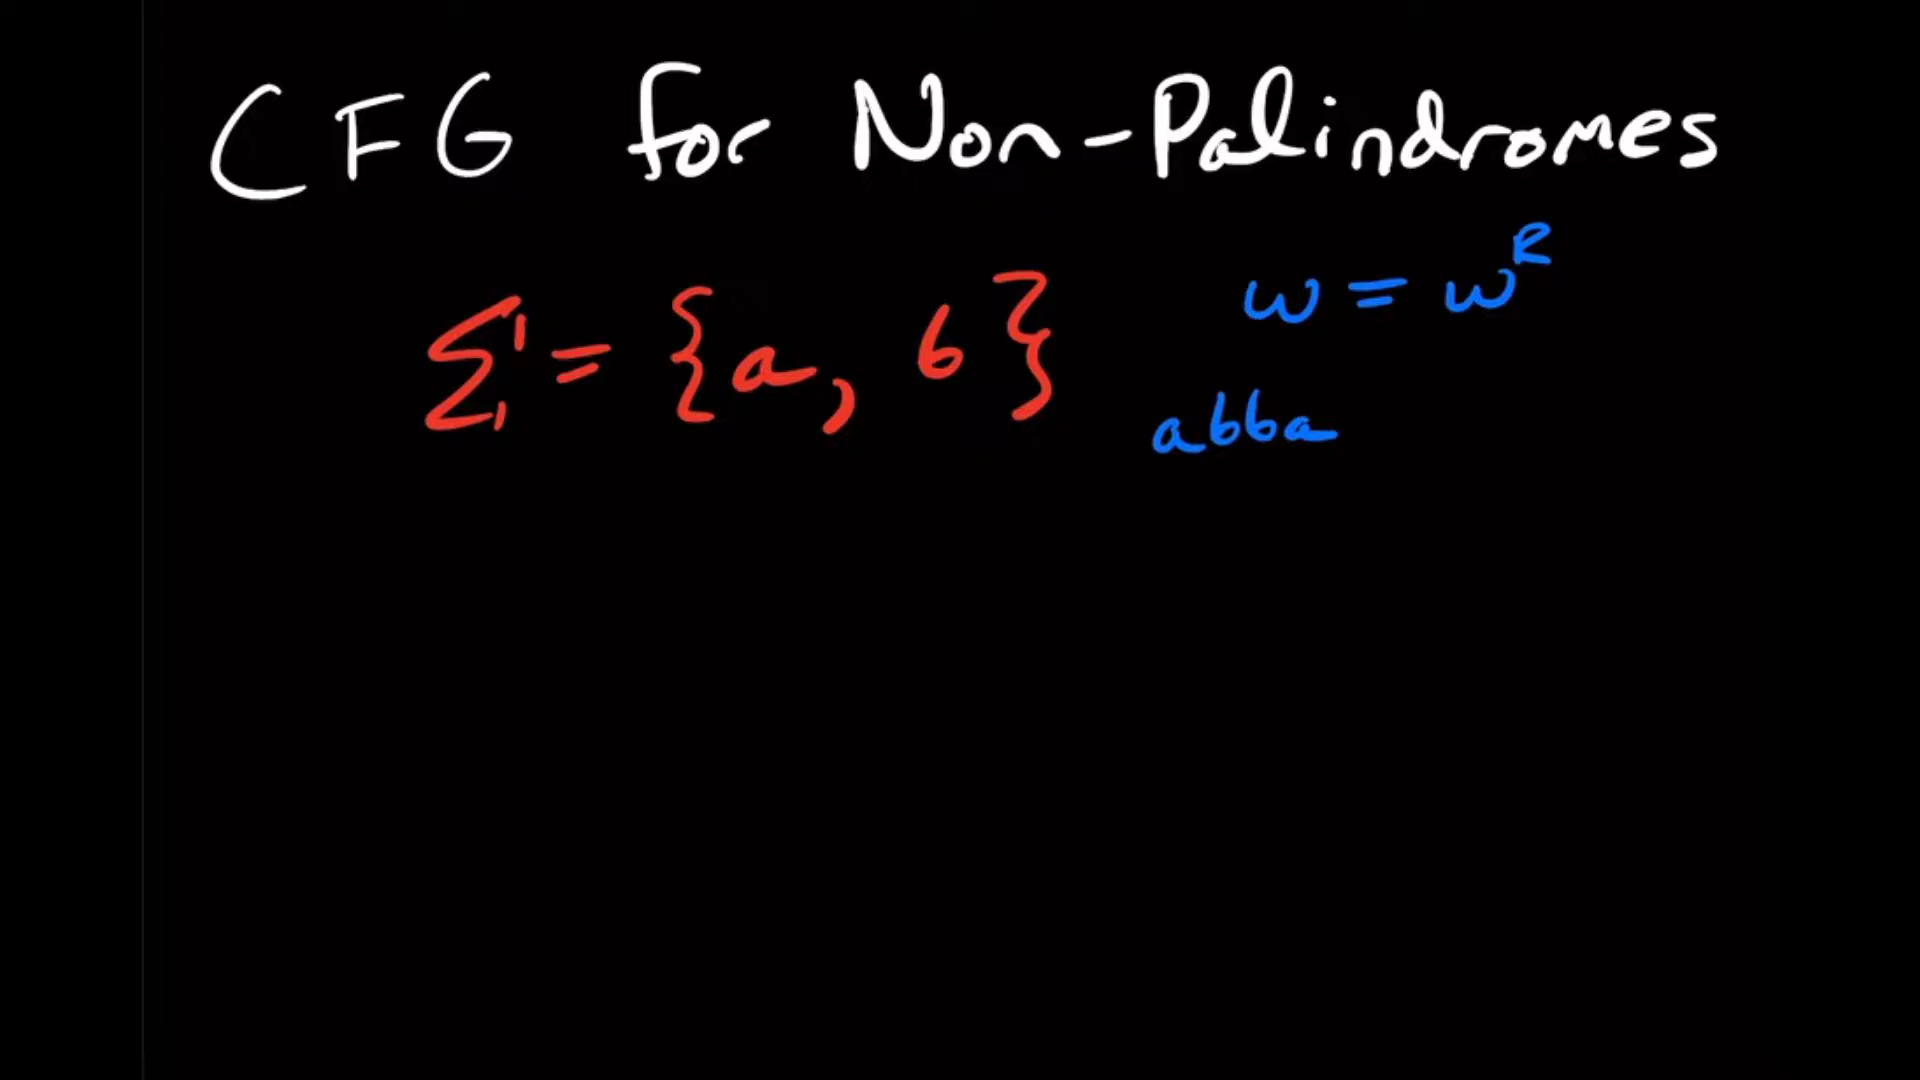 CFG for Non-Palindromes
w = w^R
Σ = {a, b}
abba